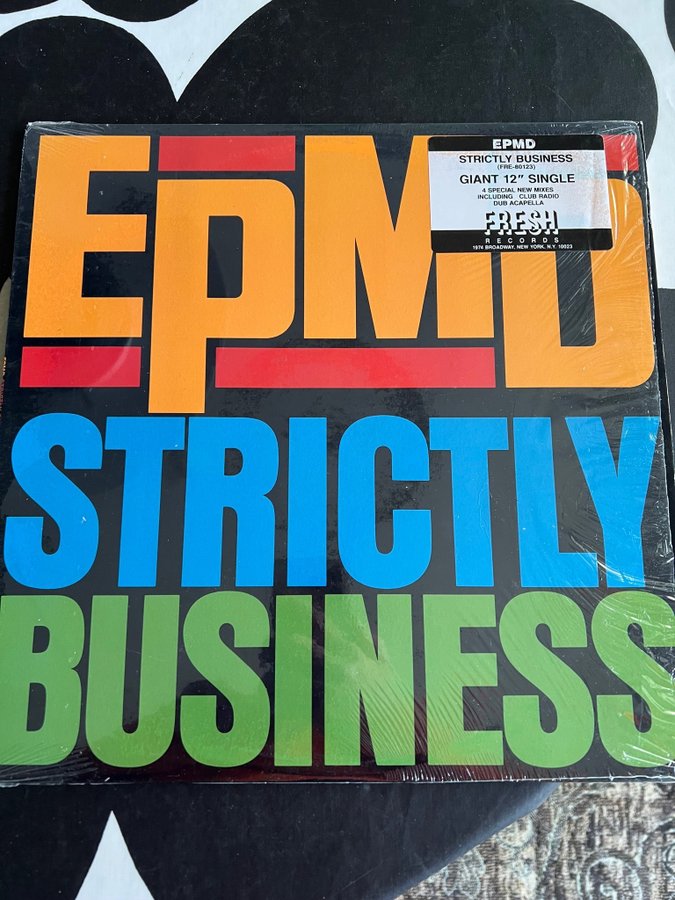 EPMD
STRICTLY
BUSINESS
EPMD
STRICTLY BUSINESS
(FRE-80123)
GIANT 12" SINGLE
4 SPECIAL NEW MIXES
INCLUDING CLUB RADIO
DUB ACAPELLA
FRESH
RECORDS
1974 BROADWAY, NEW YORK, N.Y. 10023